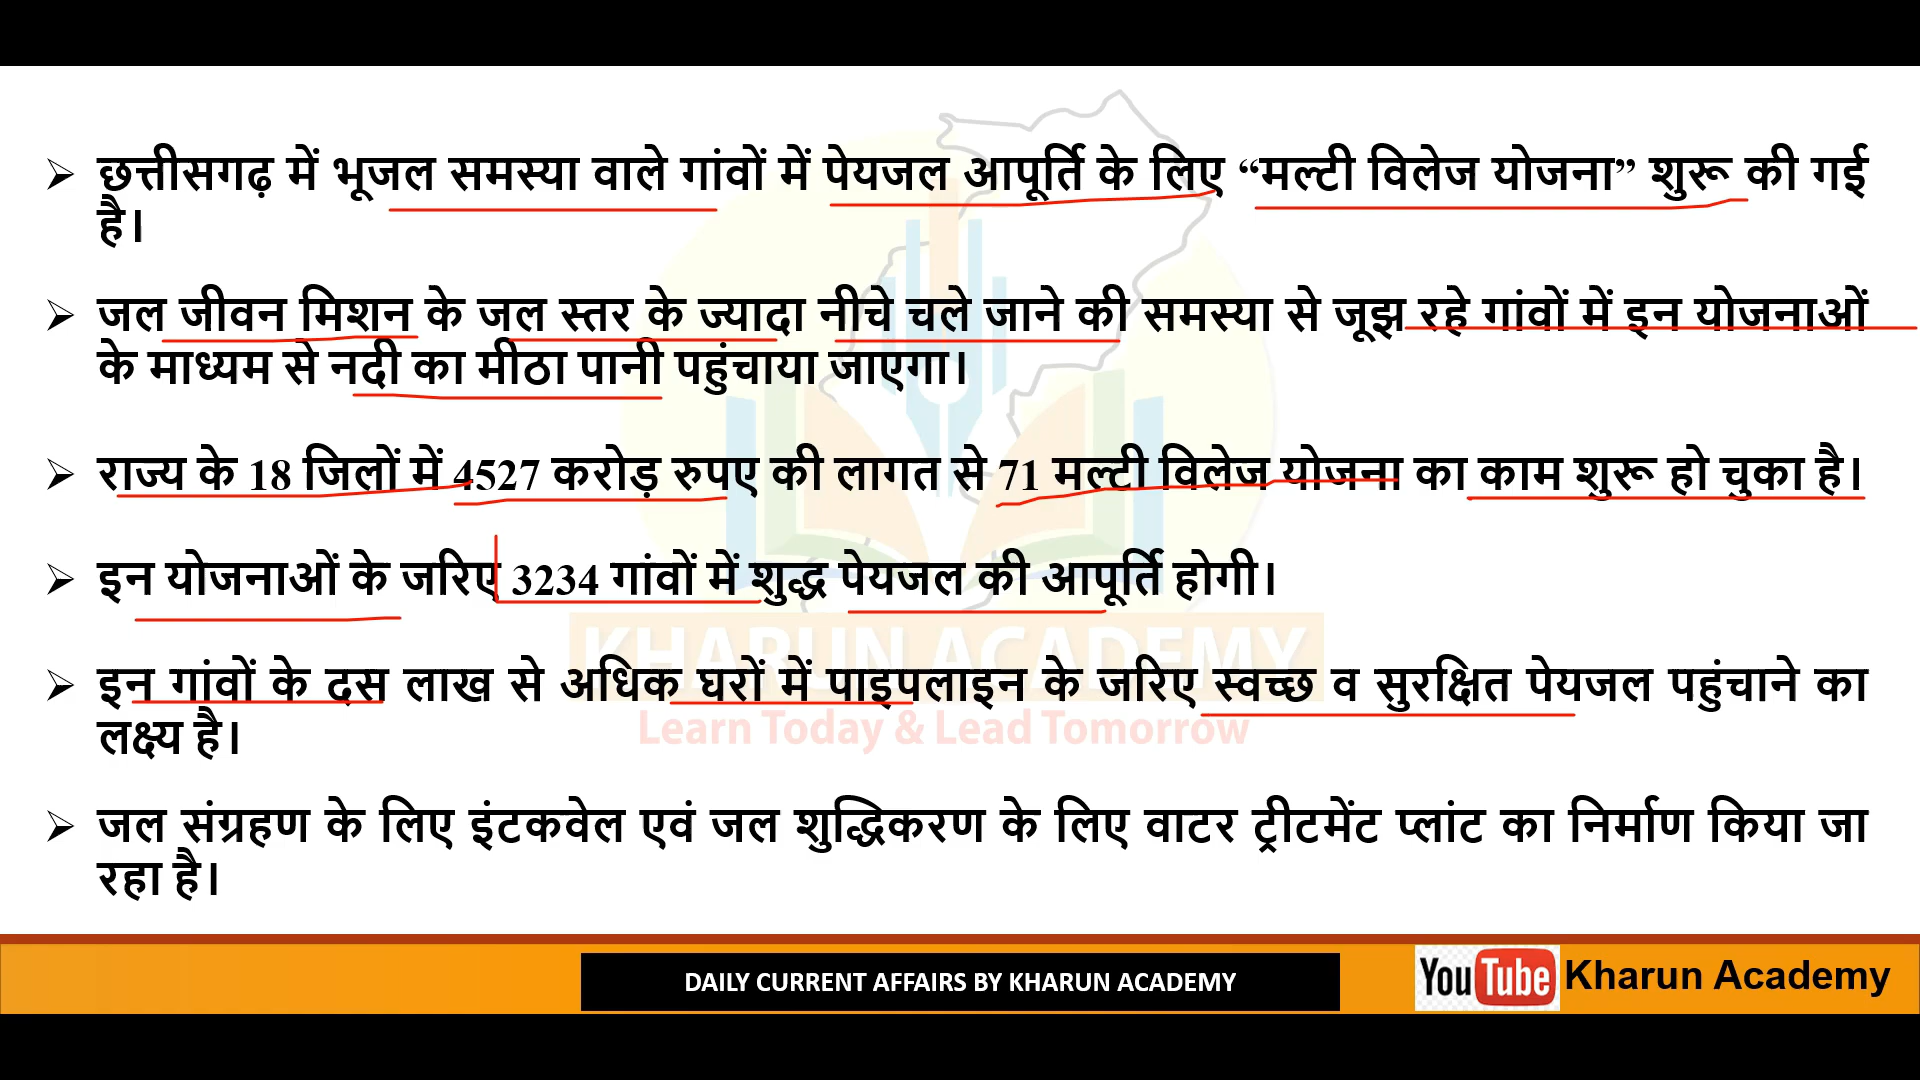 ➢ छत्तीसगढ़ में भूजल समस्या वाले गांवों में पेयजल आपूर्ति के लिए “मल्टी विलेज योजना” शुरू की गई
है।
➢ जल जीवन मिशन के जल स्तर के ज्यादा नीचे चले जाने की समस्या से जूझ रहे गांवों में इन योजनाओं
के माध्यम से नदी का मीठा पानी पहुंचाया जाएगा।
➢ राज्य के 18 जिलों में 4527 करोड़ रुपए की लागत से 71 मल्टी विलेज योजना का काम शुरू हो चुका है।
➢ इन योजनाओं के जरिए 3234 गांवों में शुद्ध पेयजल की आपूर्ति होगी।
KHARUN ACADEMY
➢ इन गांवों के दस लाख से अधिक घरों में पाइपलाइन के जरिए स्वच्छ व सुरक्षित पेयजल पहुंचाने का
लक्ष्य है।
Learn Today & Lead Tomorrow
➢ जल संग्रहण के लिए इंटकवेल एवं जल शुद्धिकरण के लिए वाटर ट्रीटमेंट प्लांट का निर्माण किया जा
रहा है।
DAILY CURRENT AFFAIRS BY KHARUN ACADEMY
YouTube Kharun Academy